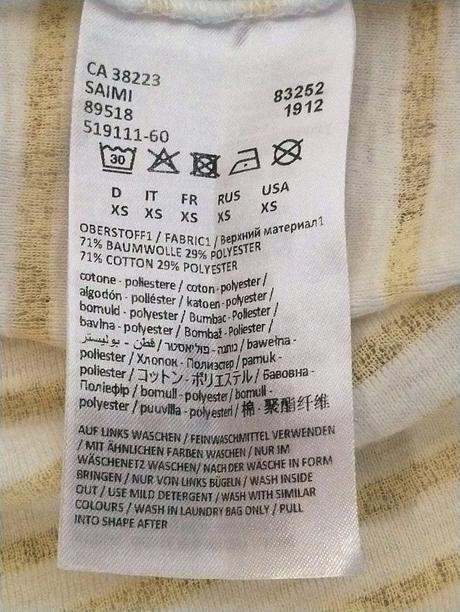 CA 38223
SAIMI
89518
519111-60
83252
1912
30
D IT FR RUS USA
XS XS XS XS XS
OBERSTOFF1 / FABRIC1 / Верхний материал1
71% BAUMWOLLE 29% POLYESTER
71% COTTON 29% POLYESTER
cotone - poliestere / coton - polyester /
algodón - poliéster / katoen - polyester /
bomuld - polyester / Bumbac - Poliester /
bavlna - polyester / Bombaž - Poliester /
قطن - بوليستر / כותנה - פוליאסטר / bawełna -
poliester / Хлопок - Полиэстер / pamuk -
poliester / コットン - ポリエステル / Бавовна -
Поліефір / bomull - polyester / bomull -
polyester / puuvilla - polyesteri / 棉 - 聚酯纤维
AUF LINKS WASCHEN / FEINWASCHMITTEL VERWENDEN
/ MIT ÄHNLICHEN FARBEN WASCHEN / NUR IM
WÄSCHENETZ WASCHEN / NACH DER WÄSCHE IN FORM
BRINGEN / NUR VON LINKS BÜGELN / WASH INSIDE
OUT / USE MILD DETERGENT / WASH WITH SIMILAR
COLOURS / WASH IN LAUNDRY BAG ONLY / PULL
INTO SHAPE AFTER